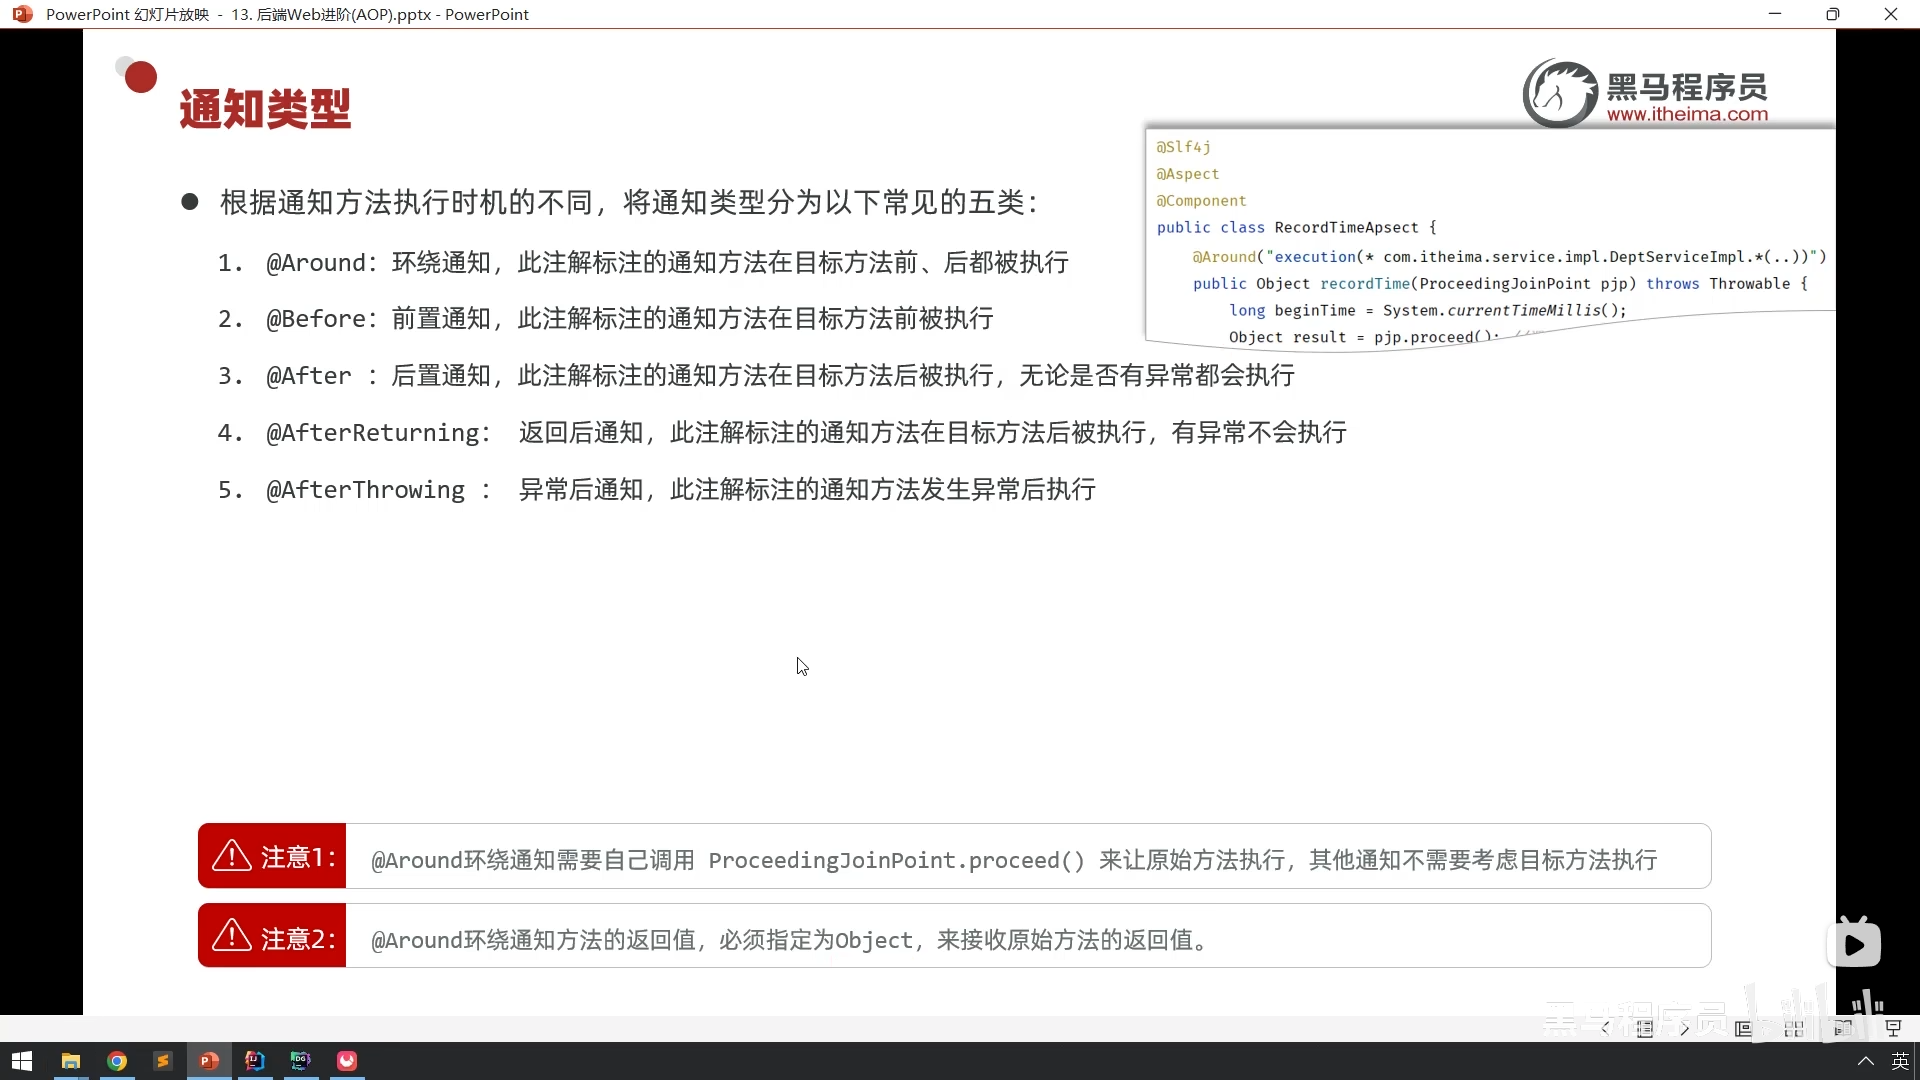 PowerPoint 幻灯片放映 - 13. 后端Web进阶(AOP).pptx - PowerPoint
通知类型
黑马程序员
www.itheima.com
@Slf4j
@Aspect
@Component
public class RecordTimeApsect {
@Around("execution(* com.itheima.service.impl.DeptServiceImpl.*(..))")
public Object recordTime(ProceedingJoinPoint pjp) throws Throwable {
long beginTime = System.currentTimeMillis();
Object result = pjp.proceed();
● 根据通知方法执行时机的不同，将通知类型分为以下常见的五类：
1. @Around：环绕通知，此注解标注的通知方法在目标方法前、后都被执行
2. @Before：前置通知，此注解标注的通知方法在目标方法前被执行
3. @After ：后置通知，此注解标注的通知方法在目标方法后被执行，无论是否有异常都会执行
4. @AfterReturning： 返回后通知，此注解标注的通知方法在目标方法后被执行，有异常不会执行
5. @AfterThrowing ： 异常后通知，此注解标注的通知方法发生异常后执行
注意1：
@Around环绕通知需要自己调用 ProceedingJoinPoint.proceed() 来让原始方法执行，其他通知不需要考虑目标方法执行
注意2：
@Around环绕通知方法的返回值，必须指定为Object，来接收原始方法的返回值。
黑马程序员
英